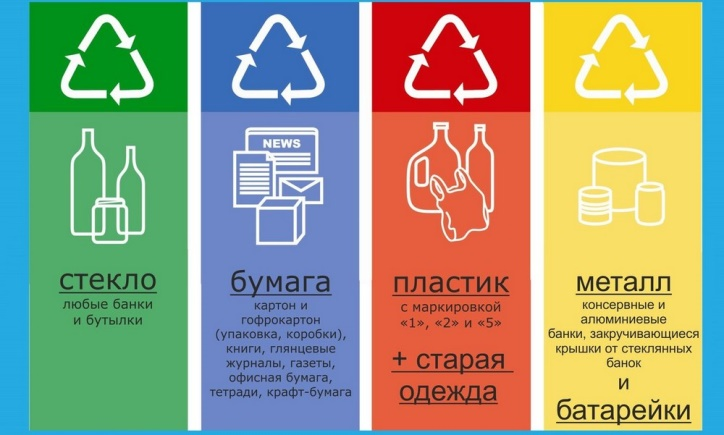 стекло
любые банки
и бутылки
NEWS
бумага
картон и
гофрокартон
(упаковка, коробки),
книги, глянцевые
журналы, газеты,
офисная бумага,
тетради, крафт-бумага
пластик
с маркировкой
«1», «2» и «5»
+ старая
одежда
металл
консервные и
алюминиевые
банки, закручивающиеся
крышки от стеклянных
банок
и
батарейки